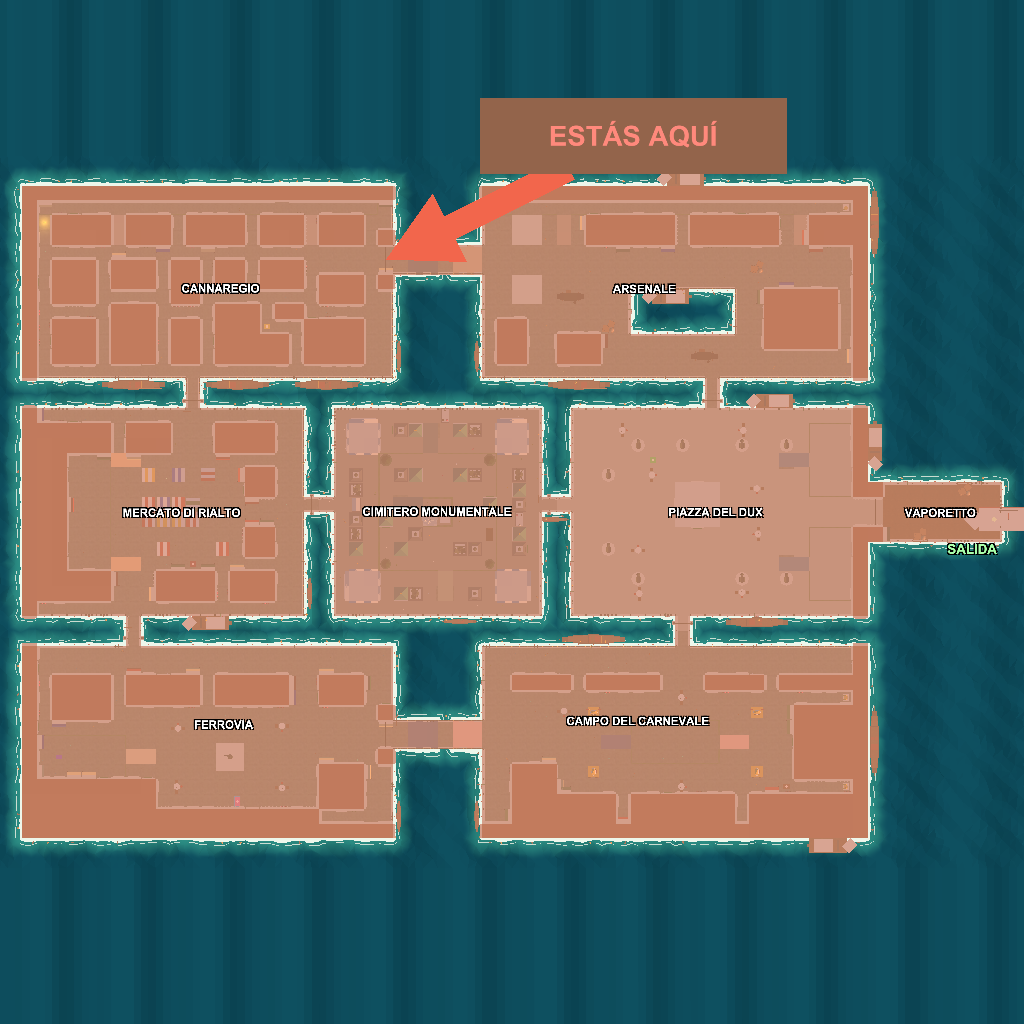 ESTÁS AQUÍ
CANNAREGIO
ARSENALE
MERCATO DI RIALTO
CIMITERO MONUMENTALE
PIAZZA DEL DUX
VAPORETTO
SALIDA
FERROVIA
CAMPO DEL CARNEVALE